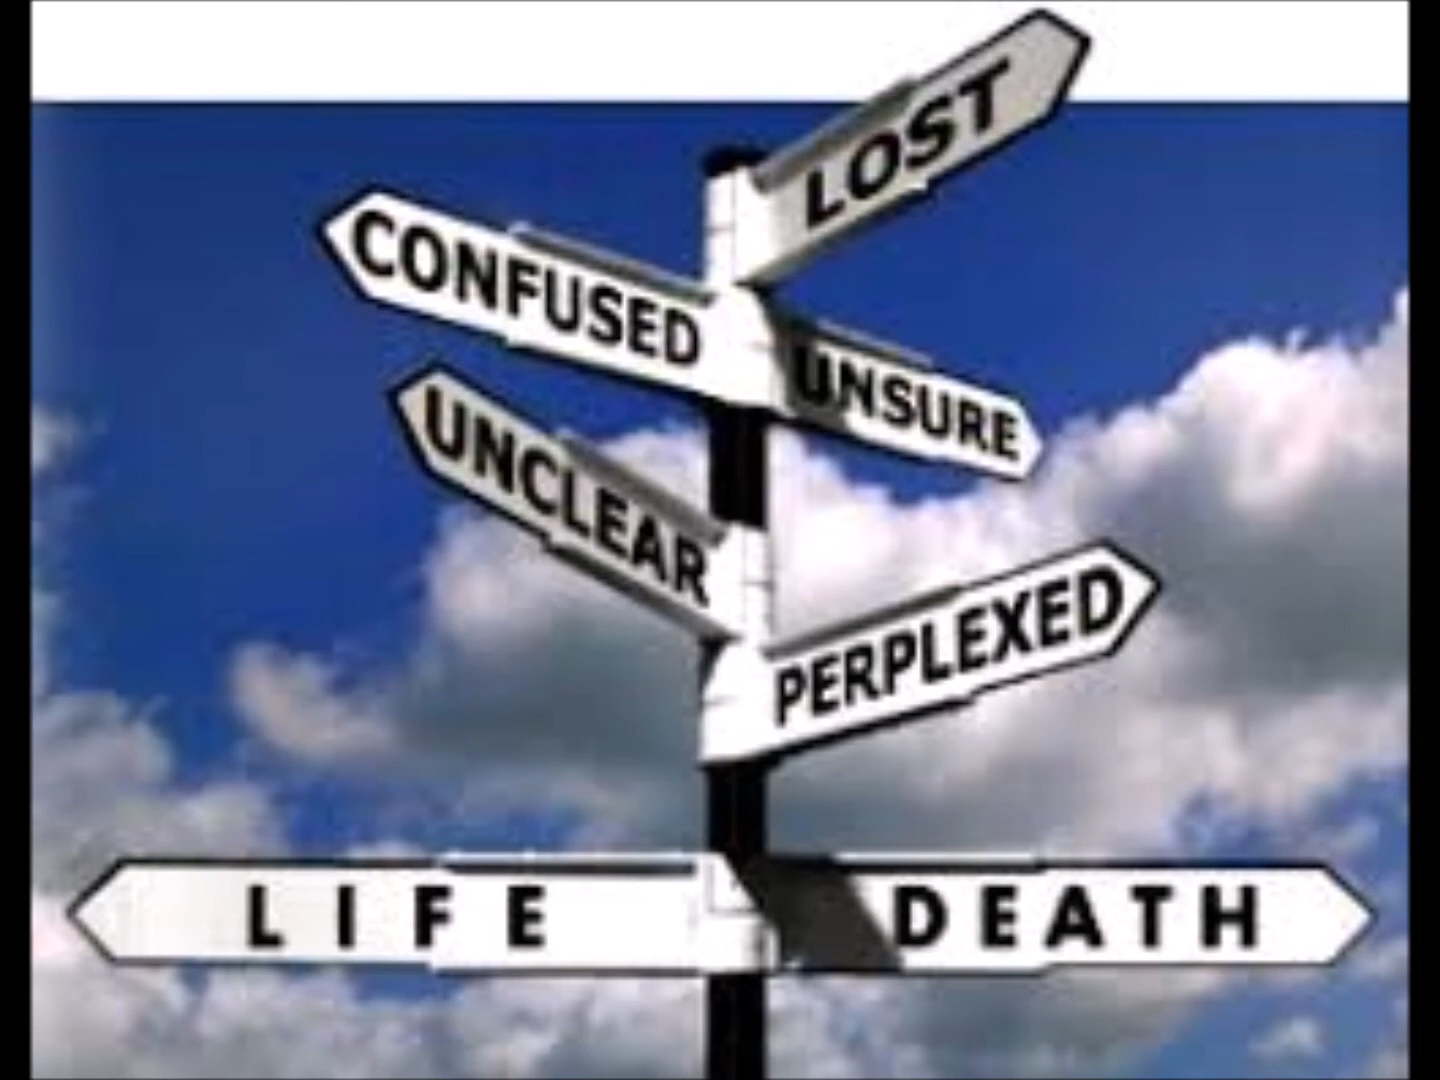 LOST
CONFUSED
UNSURE
UNCLEAR
PERPLEXED
LIFE
DEATH